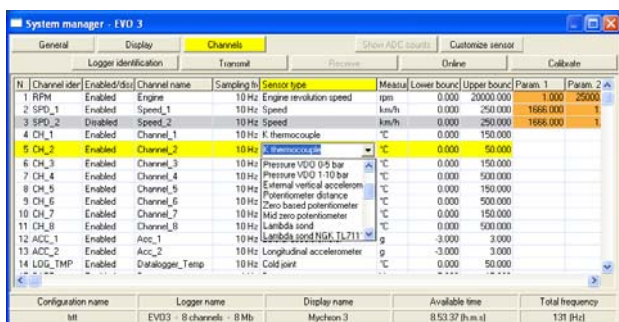 System manager - EVO 3
General Display Channels Show ADC counts Customize sensor
Logger identification Transmit Receive Online Calibrate
N Channel iden Enabled/disa Channel name Sampling fr Sensor type Measu Lower bound Upper bound Param. 1 Param. 2
1 RPM Enabled Engine 10 Hz Engine revolution speed rpm 0.000 20000.000 1.000 25000
2 SPD_1 Enabled Speed_1 10 Hz Speed km/h 0.000 250.000 1666.000 1.
3 SPD_2 Disabled Speed_2 10 Hz Speed km/h 0.000 250.000 1666.000 1.
4 CH_1 Enabled Channel_1 10 Hz K thermocouple °C 0.000 150.000
5 CH_2 Enabled Channel_2 10 Hz K thermocouple °C 0.000 50.000
6 CH_3 Enabled Channel_3 10 Hz Pressure VDO 0-5 bar °C 0.000 150.000
7 CH_4 Enabled Channel_4 10 Hz Pressure VDO 1-10 bar °C 0.000 500.000
External vertical accelerom
8 CH_5 Enabled Channel_5 10 Hz Potentiometer distance °C 0.000 150.000
9 CH_6 Enabled Channel_6 10 Hz Zero based potentiometer °C 0.000 500.000
10 CH_7 Enabled Channel_7 10 Hz Mid zero potentiometer °C 0.000 150.000
11 CH_8 Enabled Channel_8 10 Hz Lambda sond °C 0.000 500.000
Lambda sond NGK TL711
12 ACC_1 Enabled Acc_1 10 Hz g -3.000 3.000
13 ACC_2 Enabled Acc_2 10 Hz Longitudinal accelerometer g -3.000 3.000
14 LOG_TMP Enabled Datalogger_Temp 10 Hz Cold joint °C 0.000 50.000
Configuration name Logger name Display name Available time Total frequency
EVO3 - 8 channels - 8 Mb Mychron 3 8.53.37 [h.m.s] 131 [Hz]